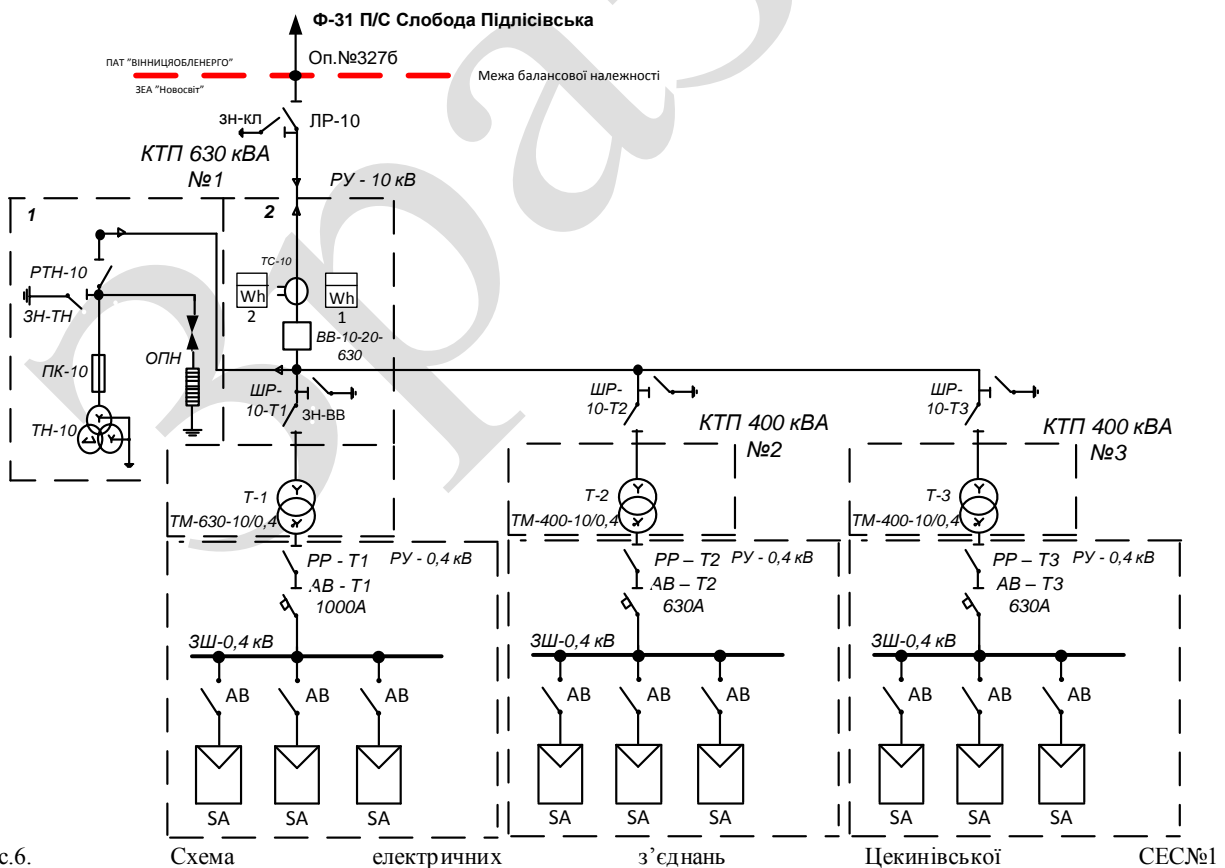 Ф-31 П/С Слобода Підлісівська
ПАТ "ВІННИЦЯОБЛЕНЕРГО"
Оп.№327б
Межа балансової належності
ЗЕА "Новосвіт"
зн-кл
ЛР-10
КТП 630 кВА
№1
РУ - 10 кВ
1
2
ТС-10
РТН-10
Wh
2
Wh
1
ЗН-ТН
ВВ-10-20-
630
ОПН
ПК-10
ТН-10
ШР-
10-Т1
ЗН-ВВ
ШР-
10-Т2
ШР-
10-Т3
КТП 400 кВА
№2
КТП 400 кВА
№3
Т-1
ТМ-630-10/0,4
Т-2
ТМ-400-10/0,4
Т-3
ТМ-400-10/0,4
РР - Т1
РУ - 0,4 кВ
АВ - Т1
1000А
РР – Т2
РУ - 0,4 кВ
АВ – Т2
630А
РР – Т3
РУ - 0,4 кВ
АВ – Т3
630А
ЗШ-0,4 кВ
ЗШ-0,4 кВ
ЗШ-0,4 кВ
АВ АВ АВ
АВ АВ АВ
АВ АВ АВ
SA SA SA
SA SA SA
SA SA SA
с.6. Схема електричних з’єднань Цекинівської СЕС№1